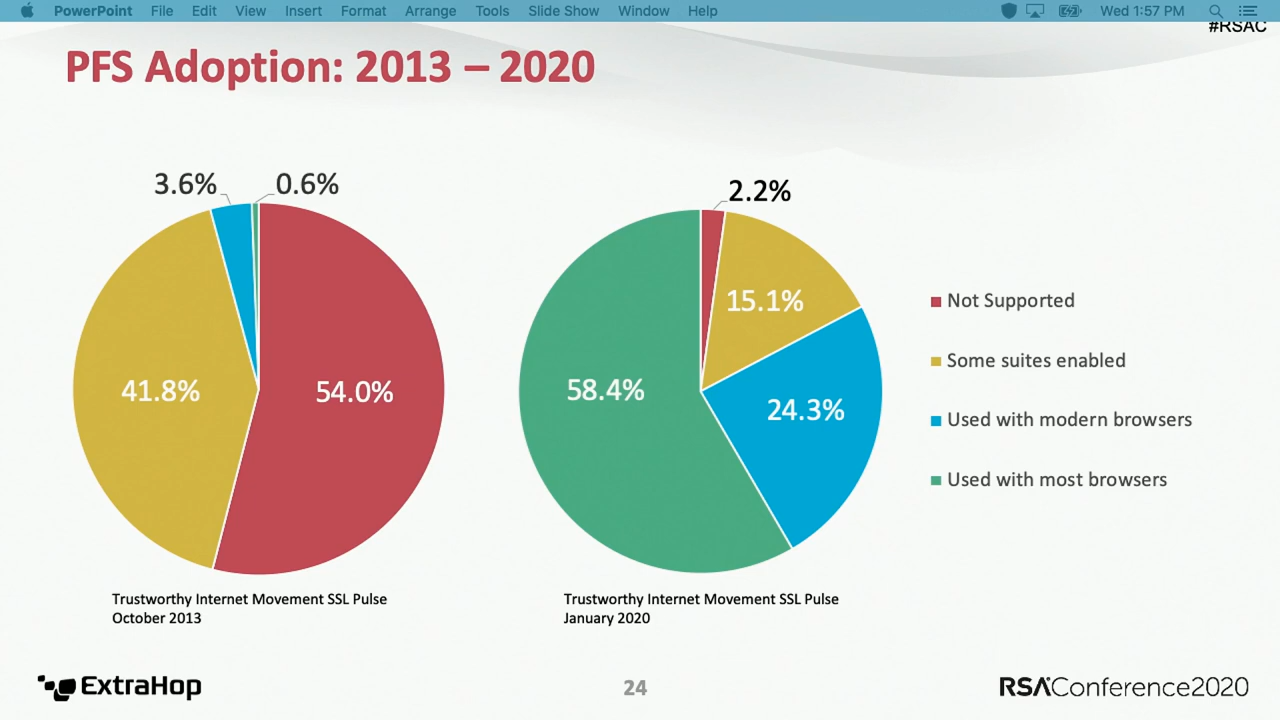 PowerPoint File Edit View Insert Format Arrange Tools Slide Show Window Help Wed 1:57 PM
#RSAC
PFS Adoption: 2013 – 2020
3.6% 0.6%
41.8% 54.0%
2.2%
15.1%
58.4% 24.3%
Not Supported
Some suites enabled
Used with modern browsers
Used with most browsers
Trustworthy Internet Movement SSL Pulse
October 2013
Trustworthy Internet Movement SSL Pulse
January 2020
ExtraHop
24
RSAConference2020